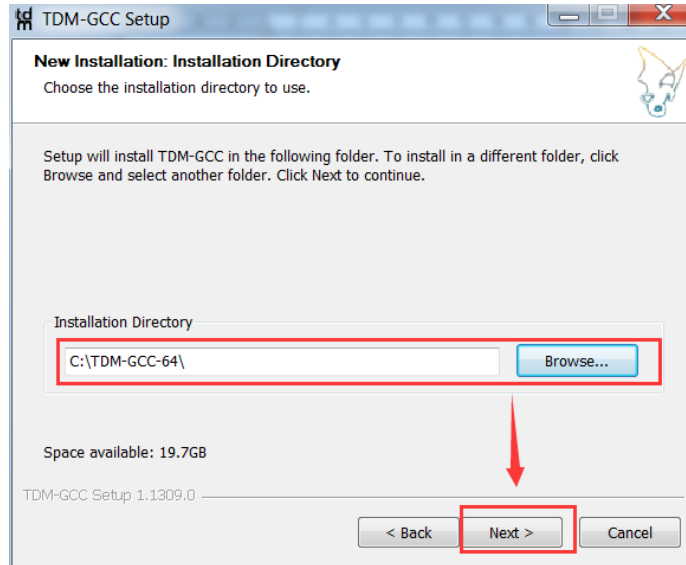 TDM-GCC Setup
New Installation: Installation Directory
Choose the installation directory to use.
Setup will install TDM-GCC in the following folder. To install in a different folder, click
Browse and select another folder. Click Next to continue.
Installation Directory
C:\TDM-GCC-64\
Browse...
Space available: 19.7GB
TDM-GCC Setup 1.1309.0
< Back
Next >
Cancel